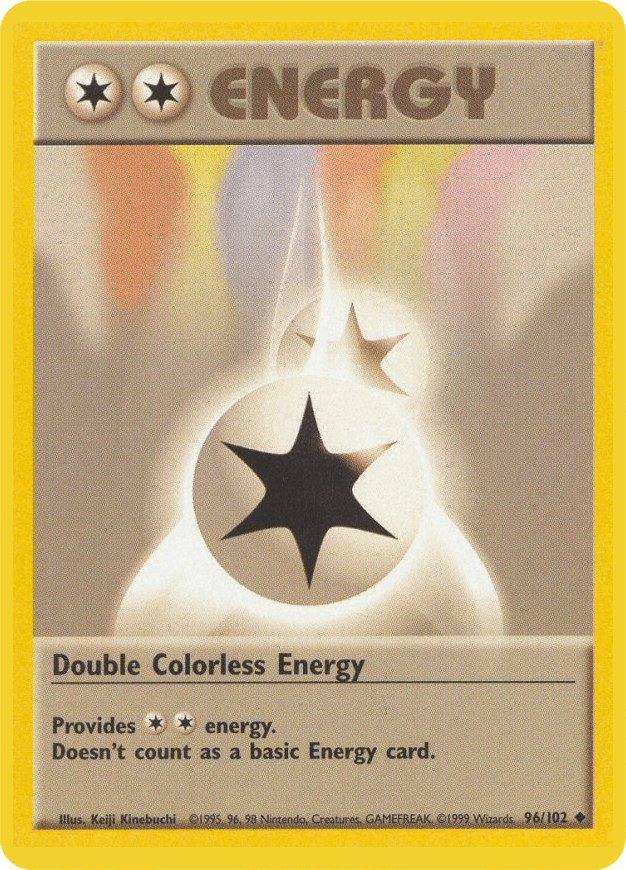 ENERGY
Double Colorless Energy
Provides energy.
Doesn't count as a basic Energy card.
Illus. Keiji Kinebuchi ©1995, 96, 98 Nintendo, Creatures, GAMEFREAK. ©1999 Wizards. 96/102